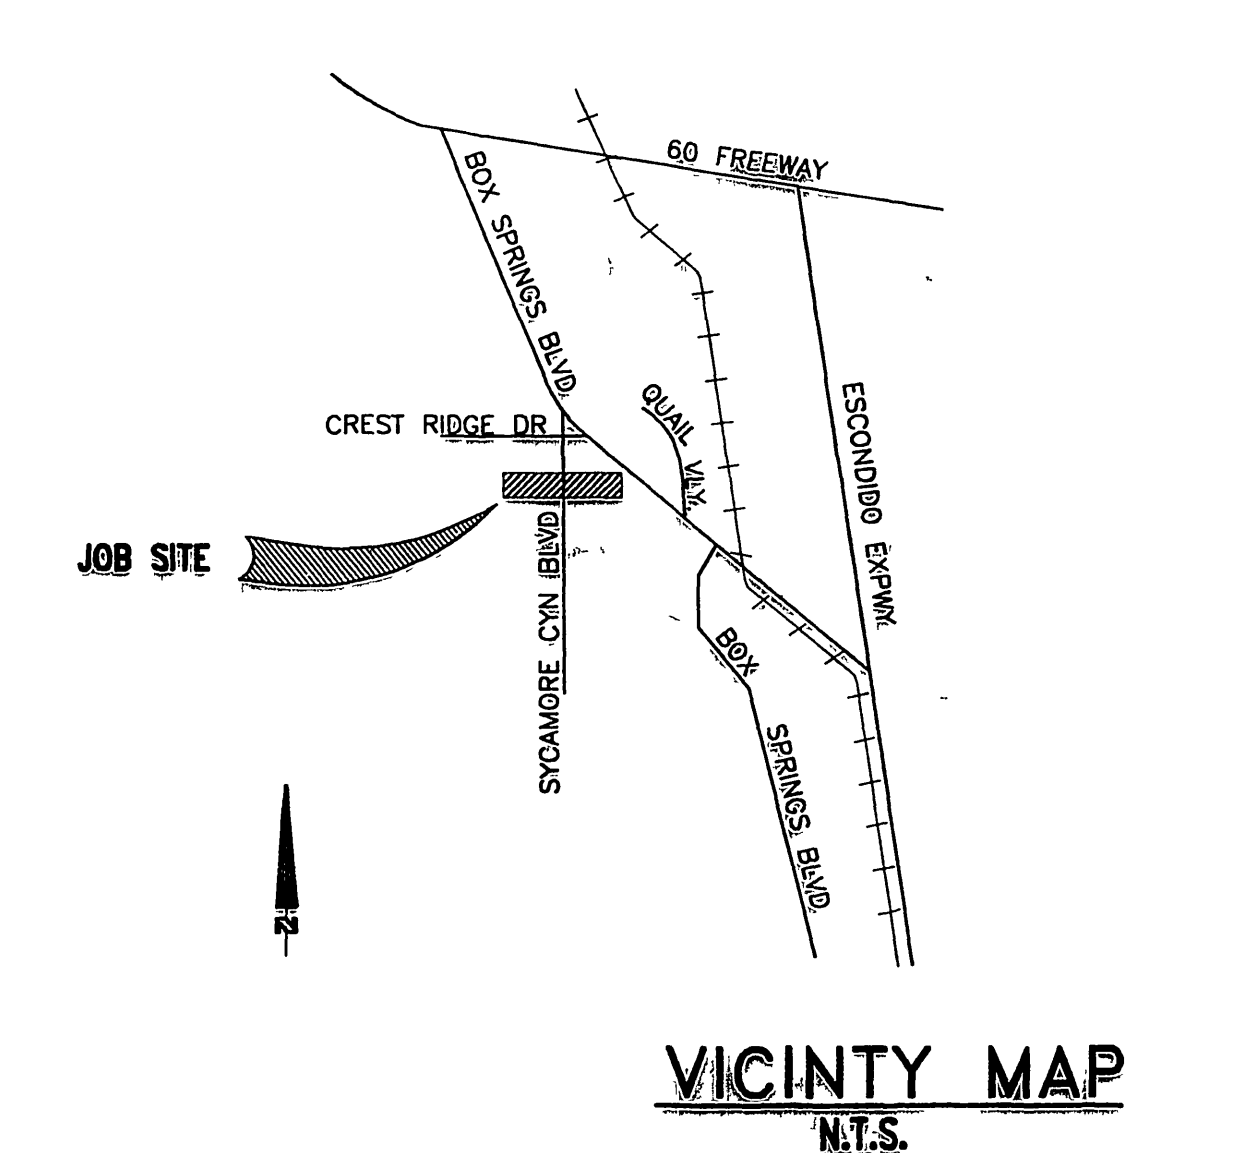 60 FREEWAY
BOX SPRINGS BLVD.
CREST RIDGE DR
QUAIL VLY.
ESCONDIDO EXPWY.
JOB SITE
SYCAMORE CYN BLVD
BOX SPRINGS BLVD.
N
VICINTY MAP
N.T.S.